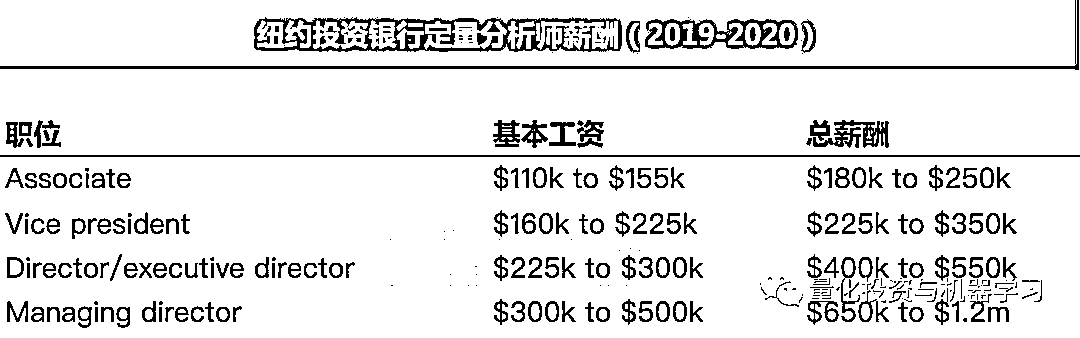 纽约投资银行定量分析师薪酬（2019-2020）
职位 基本工资 总薪酬
Associate $110k to $155k $180k to $250k
Vice president $160k to $225k $225k to $350k
Director/executive director $225k to $300k $400k to $550k
Managing director $300k to $500k $650k to $1.2m
量化投资与机器学习